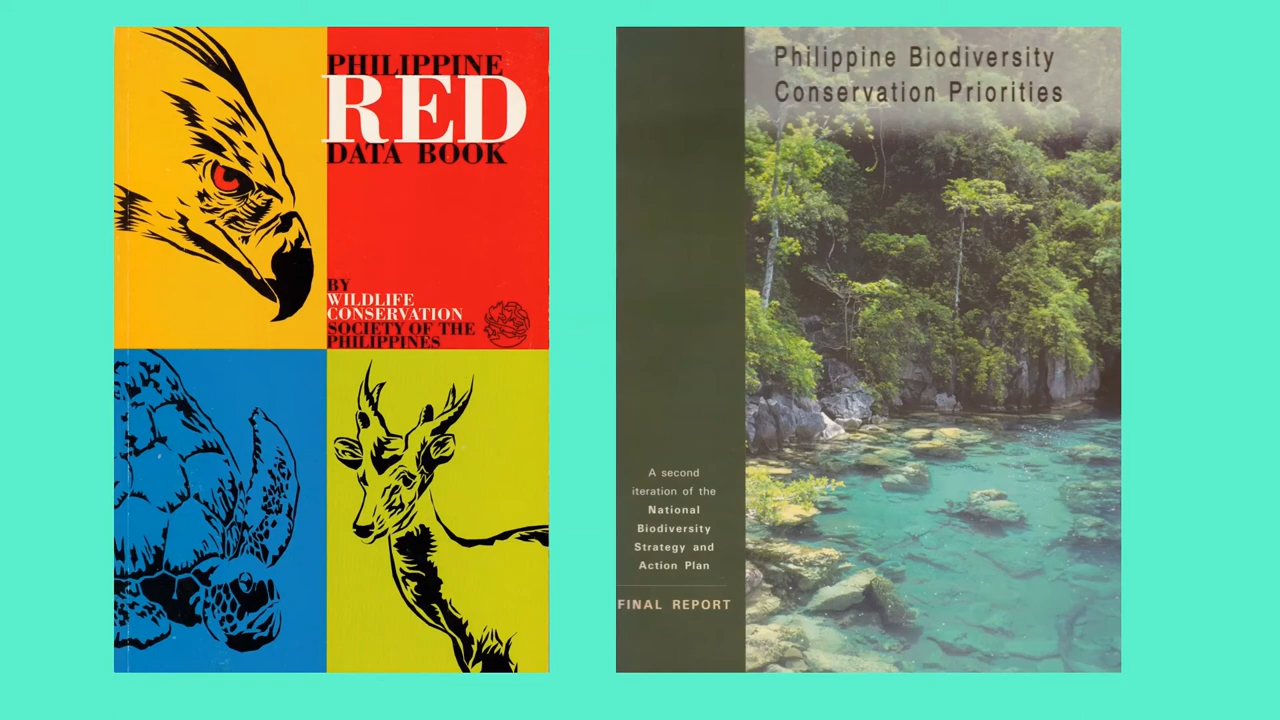 PHILIPPINE
RED
DATA BOOK
BY
WILDLIFE
CONSERVATION
SOCIETY OF THE
PHILIPPINES
Philippine Biodiversity
Conservation Priorities
A second
iteration of the
National
Biodiversity
Strategy and
Action Plan
FINAL REPORT